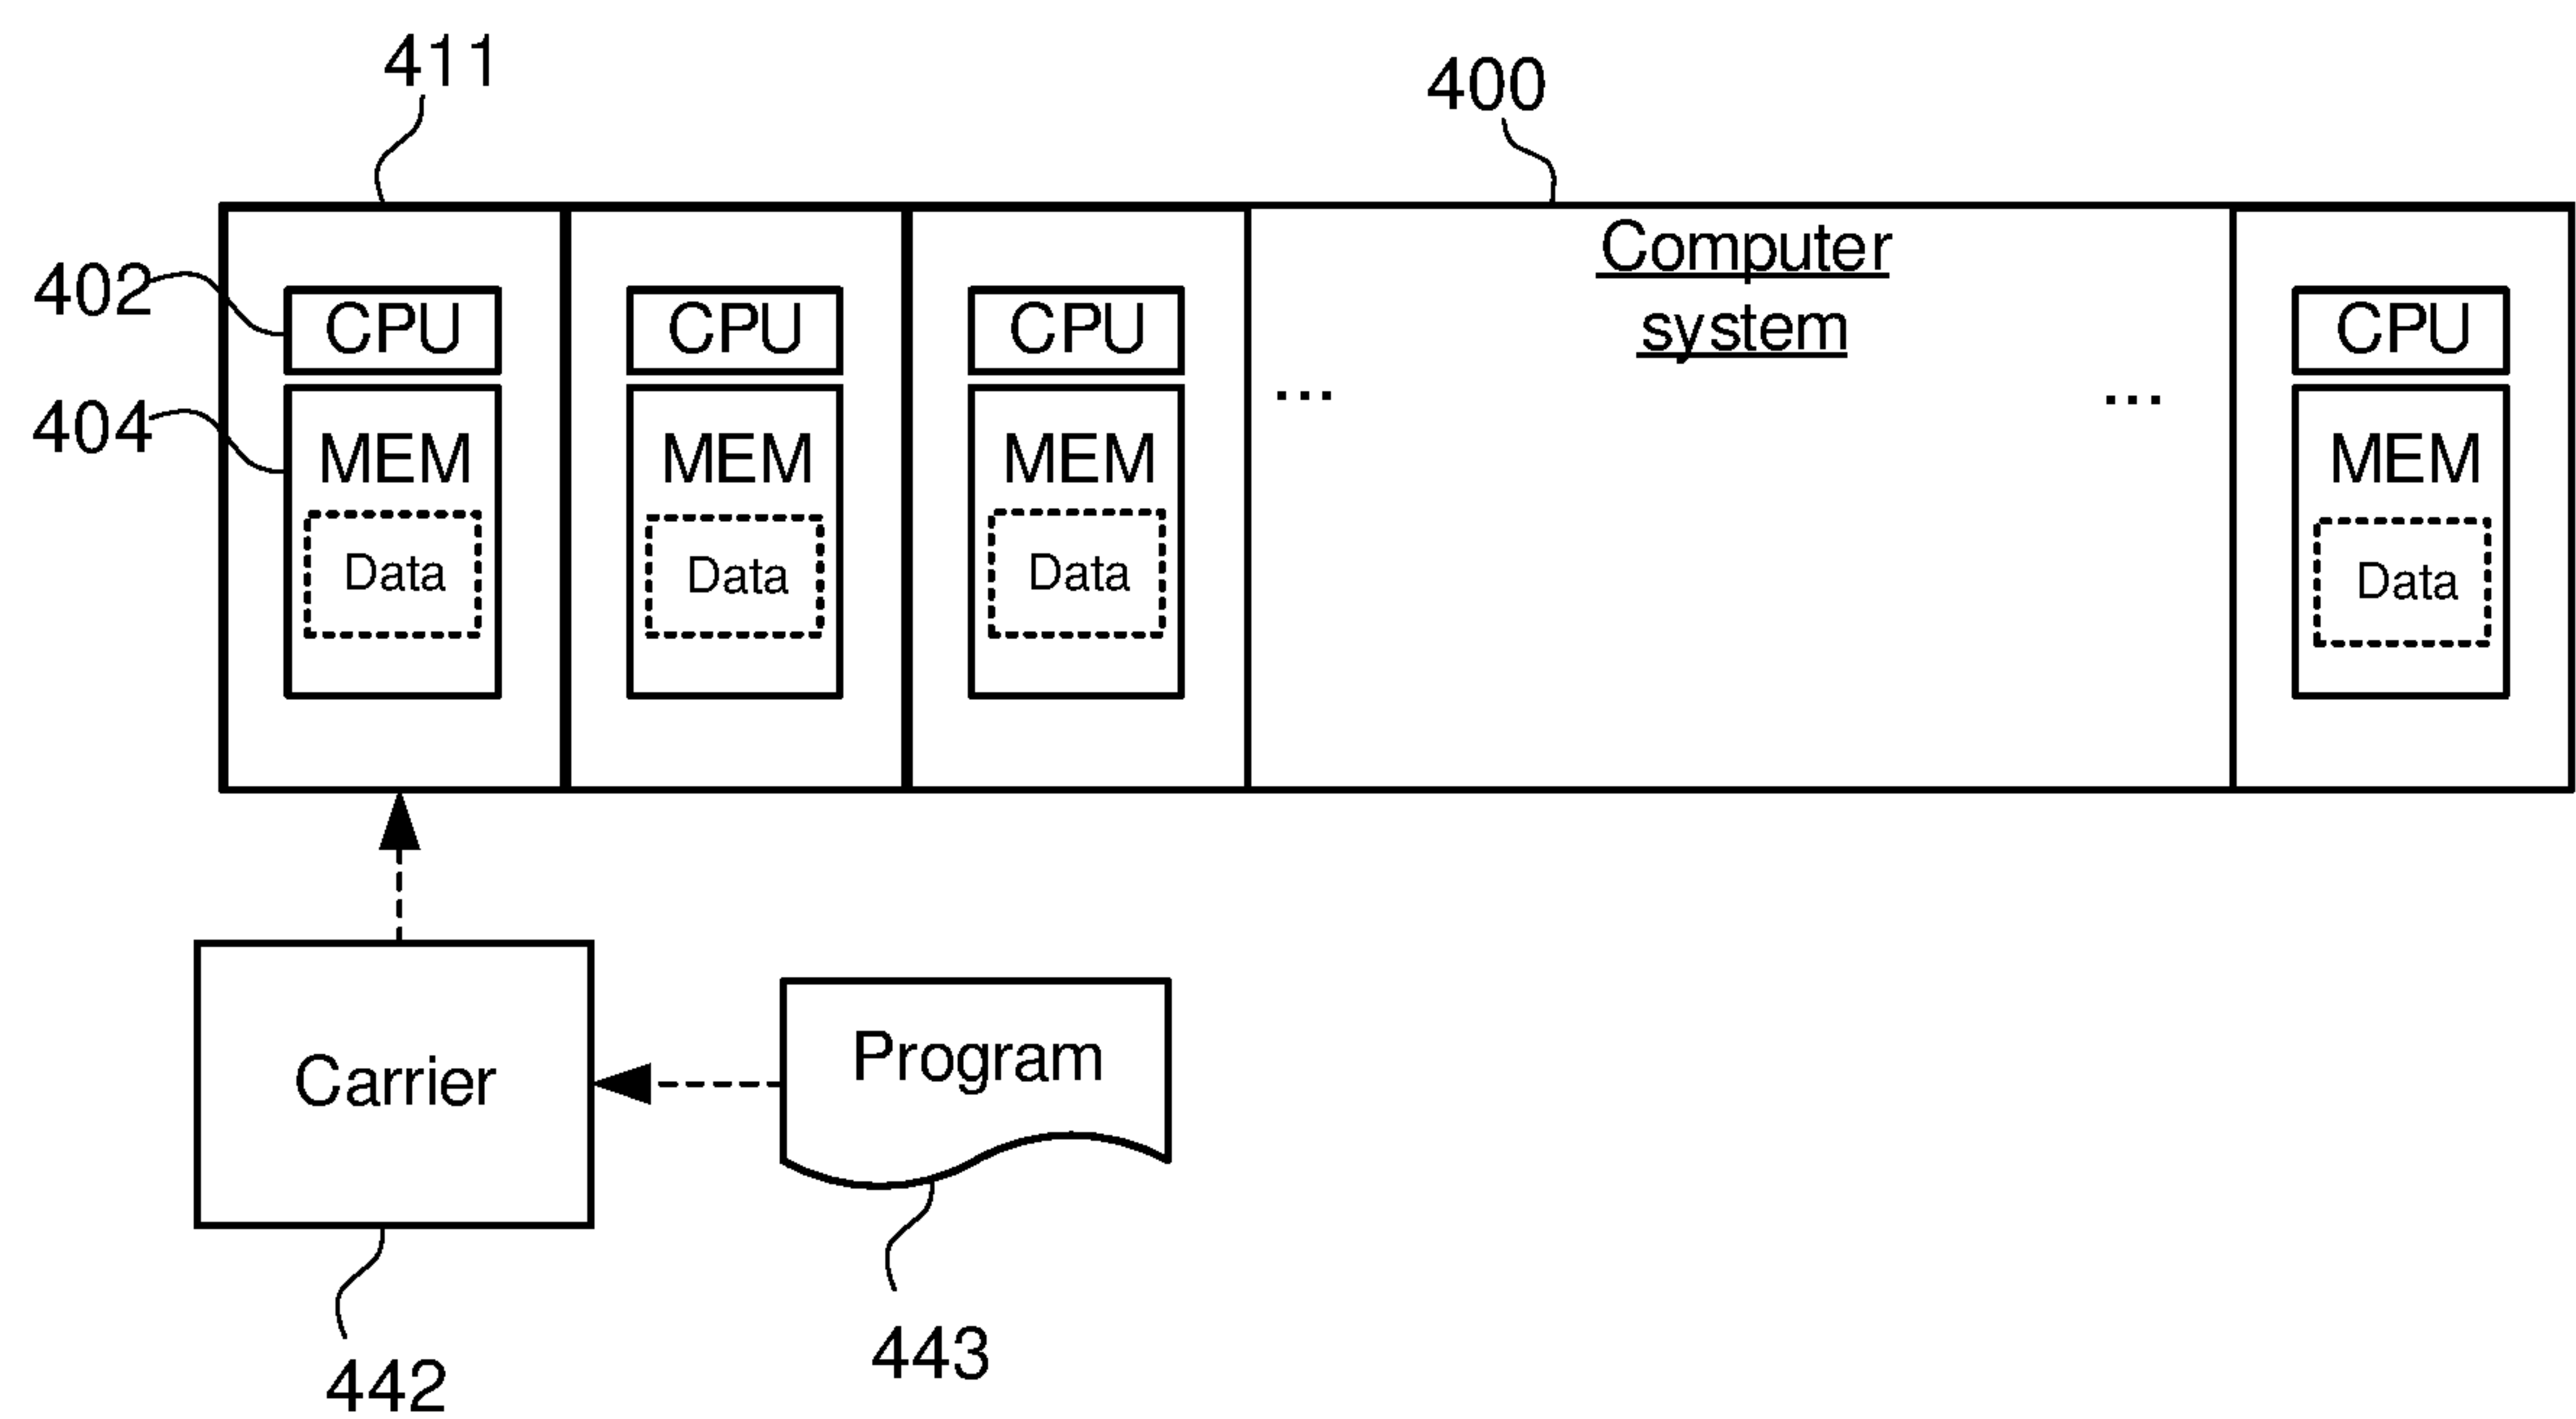 411
400
Computer
system
402
CPU
CPU
CPU
CPU
...
...
404
MEM
MEM
MEM
MEM
Data
Data
Data
Data
Carrier
Program
442
443